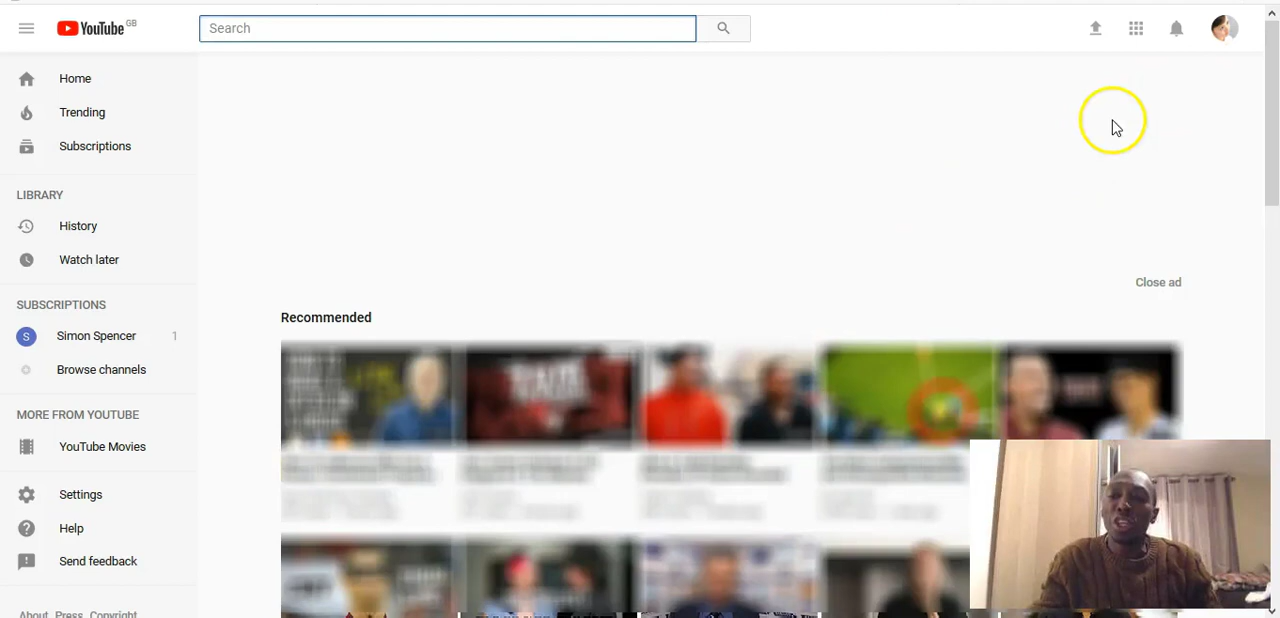 YouTube GB
Search
Home
Trending
Subscriptions
LIBRARY
History
Watch later
SUBSCRIPTIONS
S Simon Spencer 1
Browse channels
MORE FROM YOUTUBE
YouTube Movies
Settings
Help
Send feedback
About Press Copyright
Close ad
Recommended